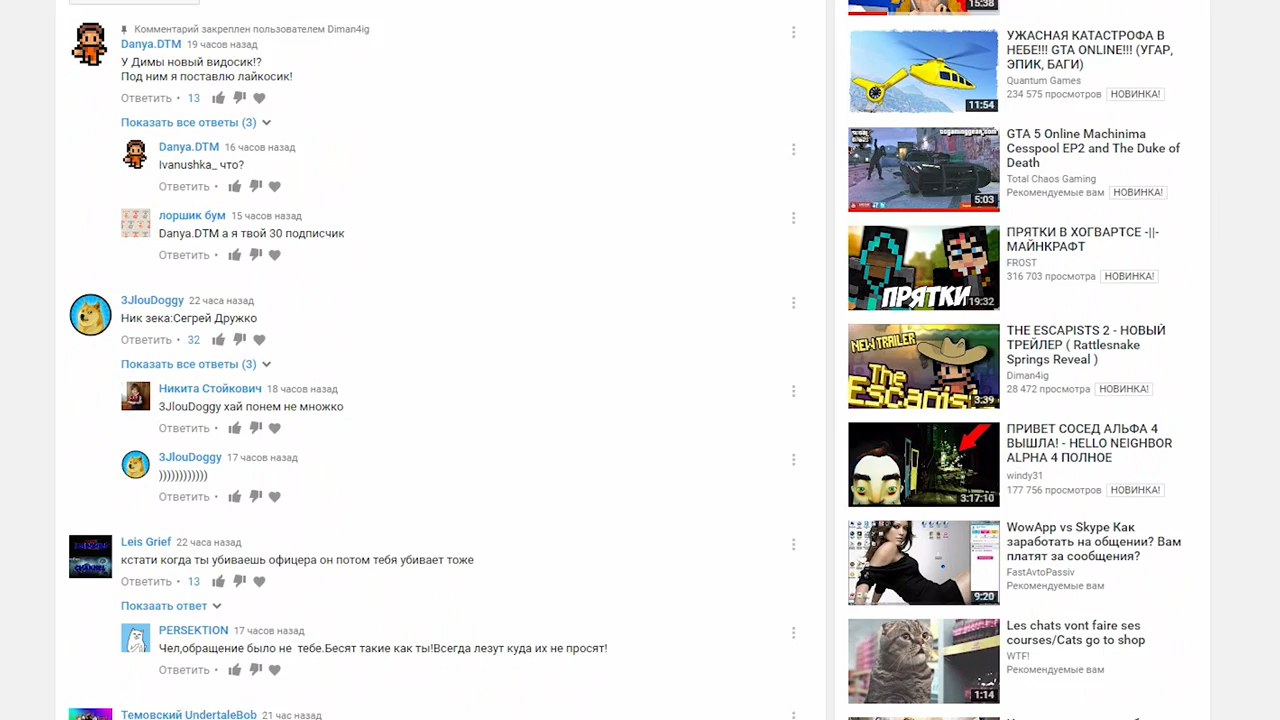 Комментарий закреплен пользователем Diman4ig
Danya.DTM 19 часов назад
У Димы новый видосик!?
Под ним я поставлю лайкосик!
Ответить • 13
Показать все ответы (3)
Danya.DTM 16 часов назад
Ivanushka_ что?
Ответить •
лоршик бум 15 часов назад
Danya.DTM а я твой 30 подписчик
Ответить •
3JlouDoggy 22 часа назад
Ник зека:Сегрей Дружко
Ответить • 32
Показать все ответы (3)
Никита Стойкович 18 часов назад
3JlouDoggy хай понем не множко
Ответить •
3JlouDoggy 17 часов назад
))))))))))))
Ответить •
Leis Grief 22 часа назад
кстати когда ты убиваешь офицера он потом тебя убивает тоже
Ответить • 13
Покзаать ответ
PERSEKTION 17 часов назад
Чел,обращение было не тебе.Бесят такие как ты!Всегда лезут куда их не просят!
Ответить •
Темовский UndertaleBob 21 час назад
15:38
УЖАСНАЯ КАТАСТРОФА В
НЕБЕ!!! GTA ONLINE!!! (УГАР,
ЭПИК, БАГИ)
Quantum Games
234 575 просмотров НОВИНКА!
11:54
GTA 5 Online Machinima
Cesspool EP2 and The Duke of
Death
Total Chaos Gaming
Рекомендуемые вам НОВИНКА!
5:03
ПРЯТКИ В ХОГВАРТСЕ -||-
МАЙНКРАФТ
FROST
316 703 просмотра НОВИНКА!
ПРЯТКИ
19:32
THE ESCAPISTS 2 - НОВЫЙ
ТРЕЙЛЕР ( Rattlesnake
Springs Reveal )
Diman4ig
28 472 просмотра НОВИНКА!
NEW TRAILER
The
Escapis
3:39
ПРИВЕТ СОСЕД АЛЬФА 4
ВЫШЛА! - HELLO NEIGHBOR
ALPHA 4 ПОЛНОЕ
windy31
177 756 просмотров НОВИНКА!
3:17:10
WowApp vs Skype Как
заработать на общении? Вам
платят за сообщения?
FastAvtoPassiv
Рекомендуемые вам
9:20
Les chats vont faire ses
courses/Cats go to shop
WTF!
Рекомендуемые вам
1:14